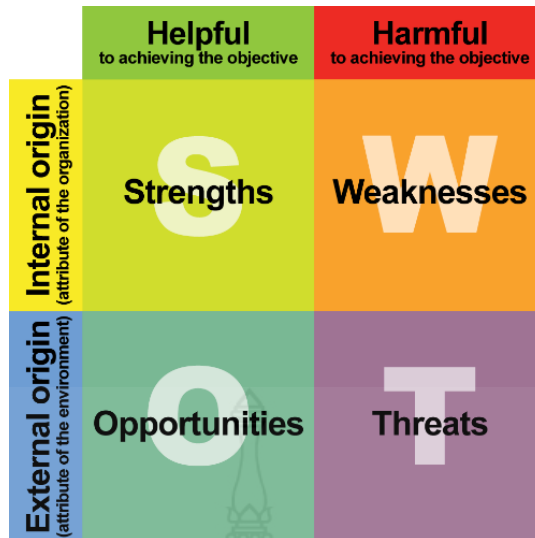 Helpful
to achieving the objective
Harmful
to achieving the objective
Internal origin
(attribute of the organization)
S
Strengths
W
Weaknesses
External origin
(attribute of the environment)
O
Opportunities
T
Threats